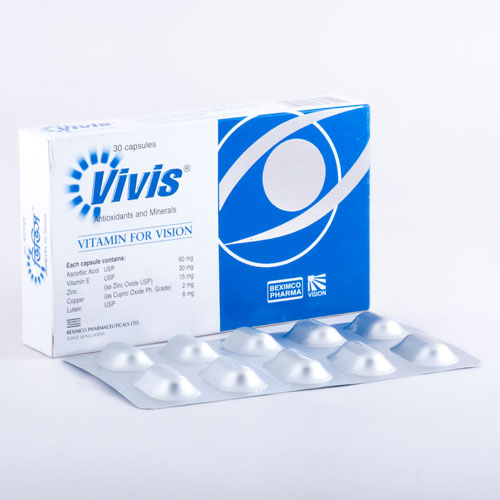 30 capsules
Vivis®
Antioxidants and Minerals
VITAMIN FOR VISION
Each capsule contains:
Ascorbic Acid USP 60 mg
Vitamin E USP 30 mg
Zinc (as Zinc Oxide USP) 15 mg
Copper (as Cupric Oxide Ph. Grade) 2 mg
Lutein USP 6 mg
BEXIMCO PHARMACEUTICALS LTD.
TONGI, BANGLADESH
BEXIMCO
PHARMA
VISION